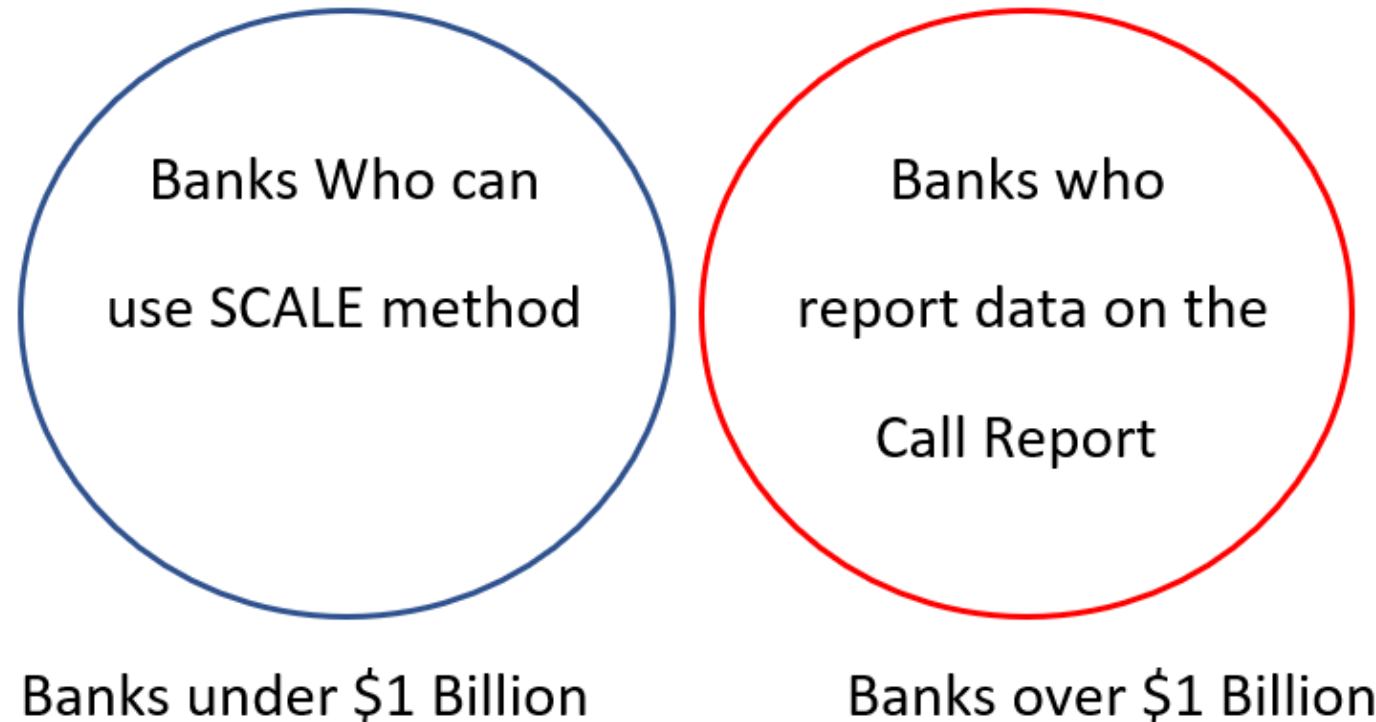 Banks Who can
use SCALE method
Banks who
report data on the
Call Report
Banks under $1 Billion
Banks over $1 Billion